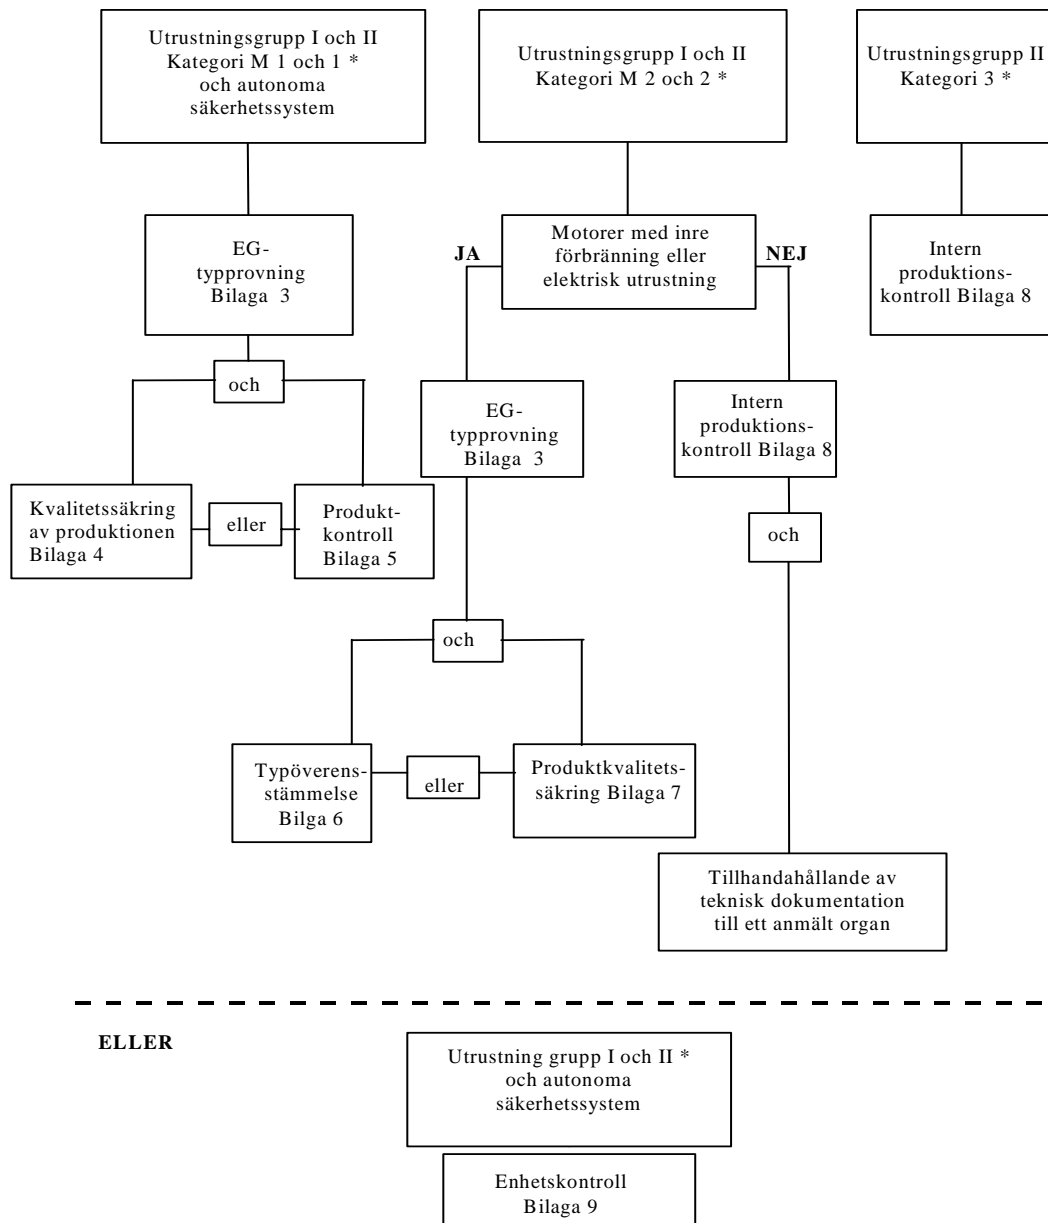 Utrustningsgrupp I och II
Kategori M 1 och 1 *
och autonoma
säkerhetssystem
Utrustningsgrupp I och II
Kategori M 2 och 2 *
Utrustningsgrupp II
Kategori 3 *
EG-
typprovning
Bilaga 3
JA
Motorer med inre
förbränning eller
elektrisk utrustning
NEJ
Intern
produktions-
kontroll Bilaga 8
och
EG-
typprovning
Bilaga 3
Intern
produktions-
kontroll Bilaga 8
Kvalitetssäkring
av produktionen
Bilaga 4
eller
Produkt-
kontroll
Bilaga 5
och
och
Typöverens-
stämmelse
Bilga 6
eller
Produktkvalitets-
säkring Bilaga 7
Tillhandahållande av
teknisk dokumentation
till ett anmält organ
ELLER
Utrustning grupp I och II *
och autonoma
säkerhetssystem
Enhetskontroll
Bilaga 9